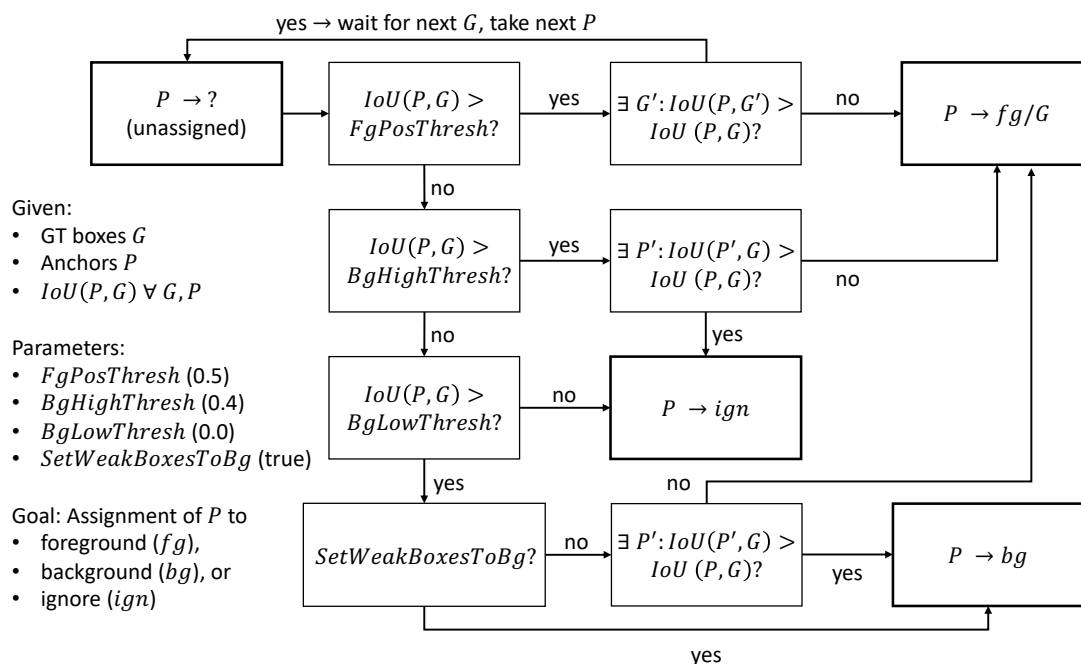 yes → wait for next G, take next P
P → ?
(unassigned)
IoU(P, G) >
FgPosThresh?
yes
∃ G′: IoU(P, G′) >
IoU (P, G)?
no
P → fg/G
no
Given:
• GT boxes G
• Anchors P
• IoU(P, G) ∀ G, P
IoU(P, G) >
BgHighThresh?
yes
∃ P′: IoU(P′, G) >
IoU (P, G)?
no
no
yes
Parameters:
• FgPosThresh (0.5)
• BgHighThresh (0.4)
• BgLowThresh (0.0)
• SetWeakBoxesToBg (true)
IoU(P, G) >
BgLowThresh?
no
P → ign
yes
no
Goal: Assignment of P to
• foreground (fg),
• background (bg), or
• ignore (ign)
SetWeakBoxesToBg?
no
∃ P′: IoU(P′, G) >
IoU (P, G)?
yes
P → bg
yes